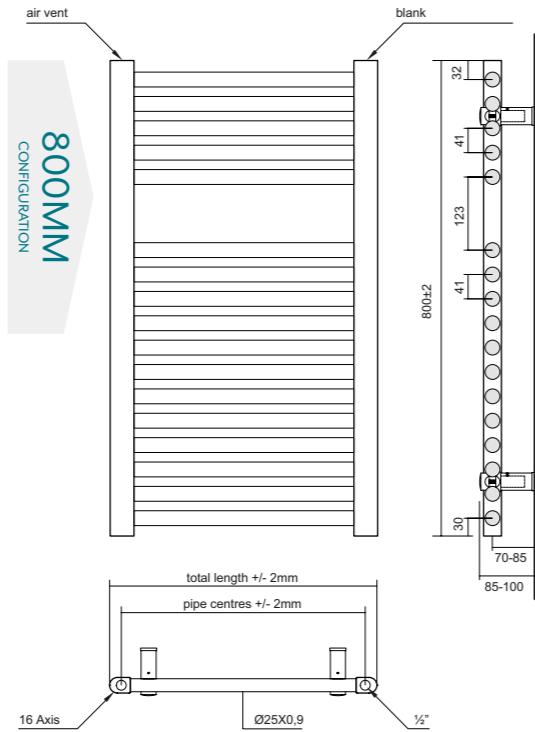 air vent
blank
800MM
CONFIGURATION
32
41
123
41
800±2
30
70-85
85-100
total length +/- 2mm
pipe centres +/- 2mm
16 Axis
Ø25X0,9
½"